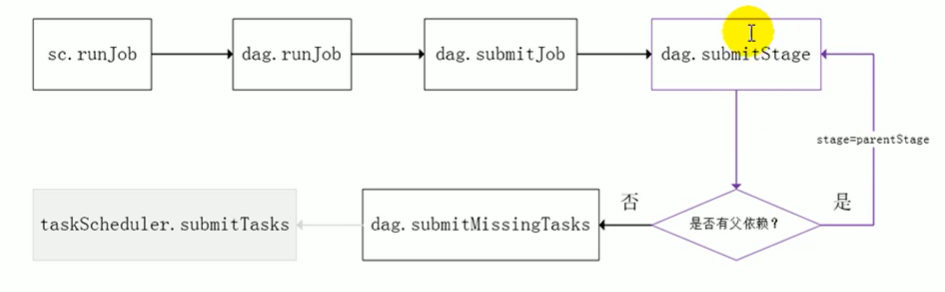 sc.runJob
dag.runJob
dag.submitJob
dag.submitStage
stage=parentStage
是否有父依赖？
是
否
dag.submitMissingTasks
taskScheduler.submitTasks